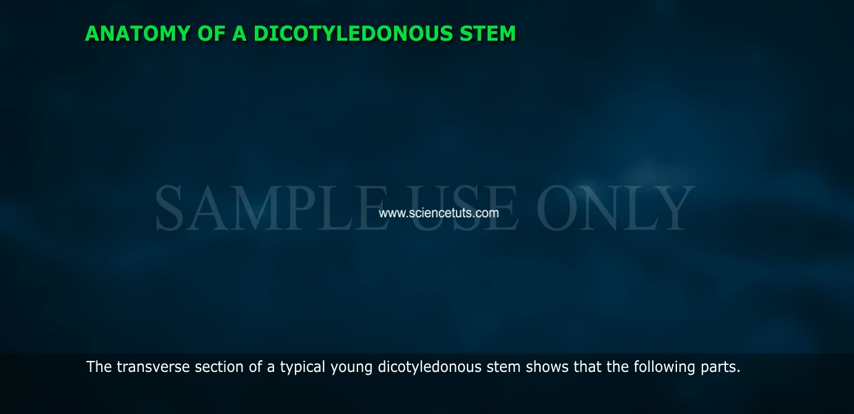 ANATOMY OF A DICOTYLEDONOUS STEM
SAMPLE USE ONLY
www.sciencetuts.com
The transverse section of a typical young dicotyledonous stem shows that the following parts.